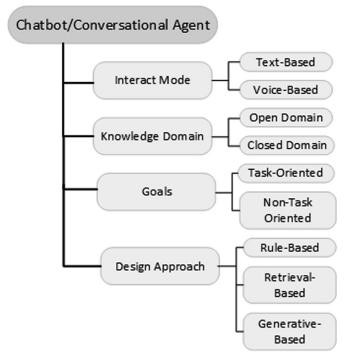 Chatbot/Conversational Agent
Interact Mode
Text-Based
Voice-Based
Knowledge Domain
Open Domain
Closed Domain
Goals
Task-Oriented
Non-Task
Oriented
Design Approach
Rule-Based
Retrieval-
Based
Generative-
Based